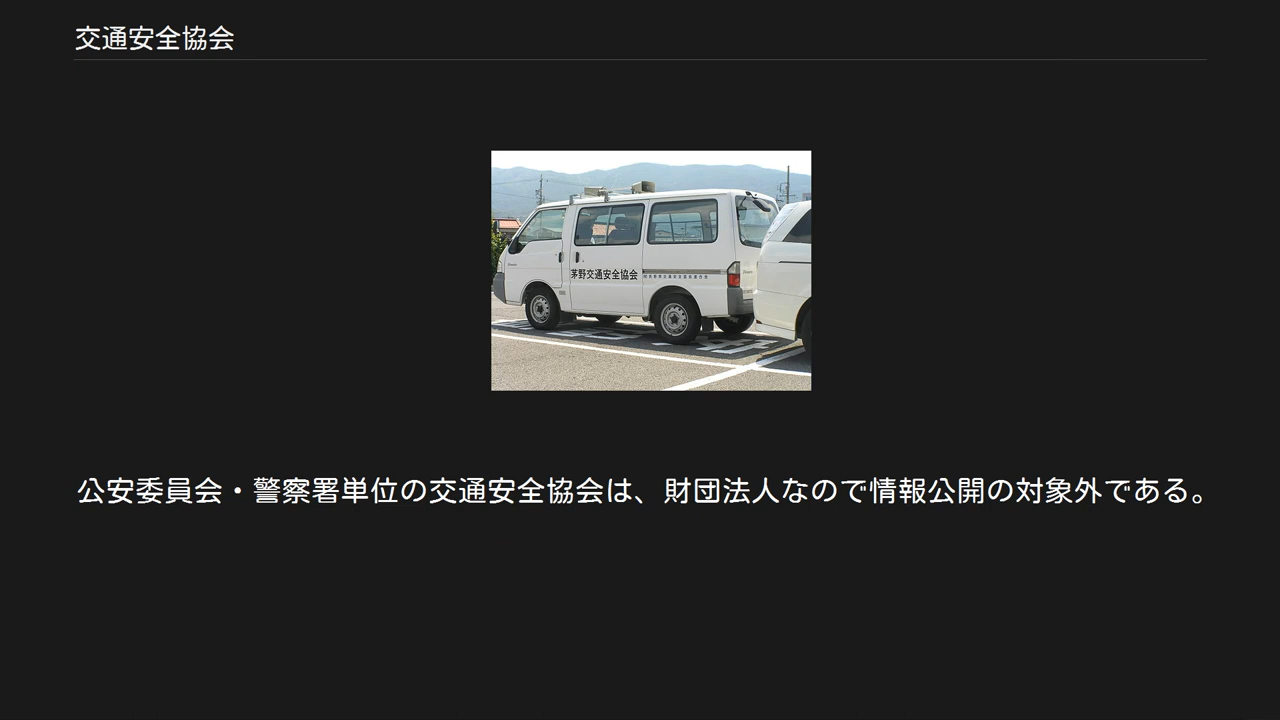 交通安全協会
茅野交通安全協会
公安委員会・警察署単位の交通安全協会は、財団法人なので情報公開の対象外である。